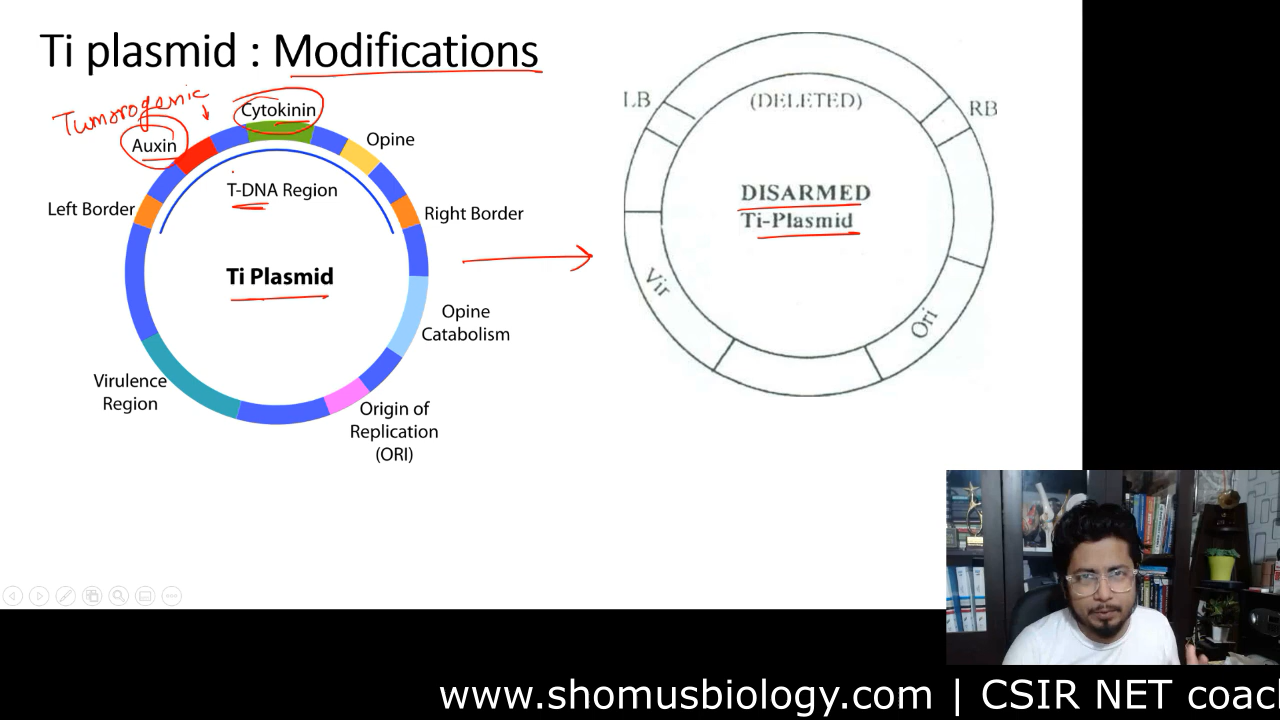 Ti plasmid : Modifications
Tumorogenic
Cytokinin
Auxin
Opine
T-DNA Region
Left Border
Right Border
Ti Plasmid
Opine
Catabolism
Virulence
Region
Origin of
Replication
(ORI)
LB
(DELETED)
RB
DISARMED
Ti-Plasmid
Vir
Ori
www.shomusbiology.com | CSIR NET coac